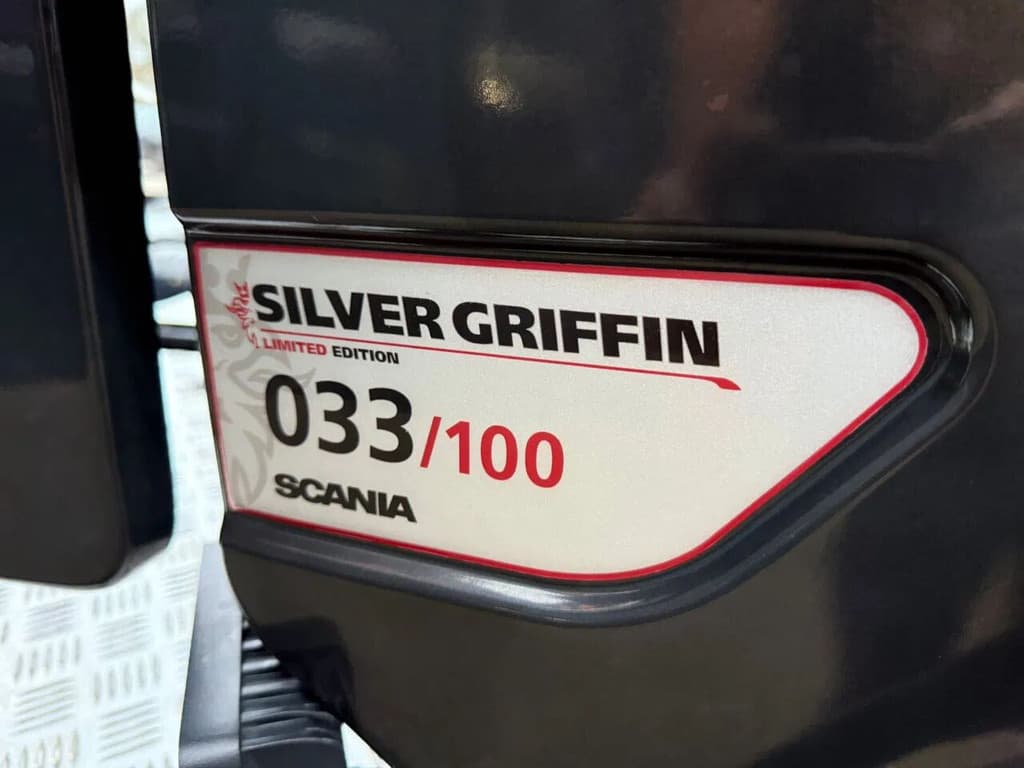 SILVER GRIFFIN
LIMITED EDITION
033/100
SCANIA